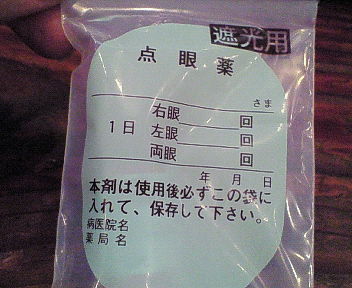 遮光用
点眼薬
さま
右眼 回
1日 左眼 回
両眼 回
年 月 日
本剤は使用後必ずこの袋に
入れて、保存して下さい。
病医院名
薬局名